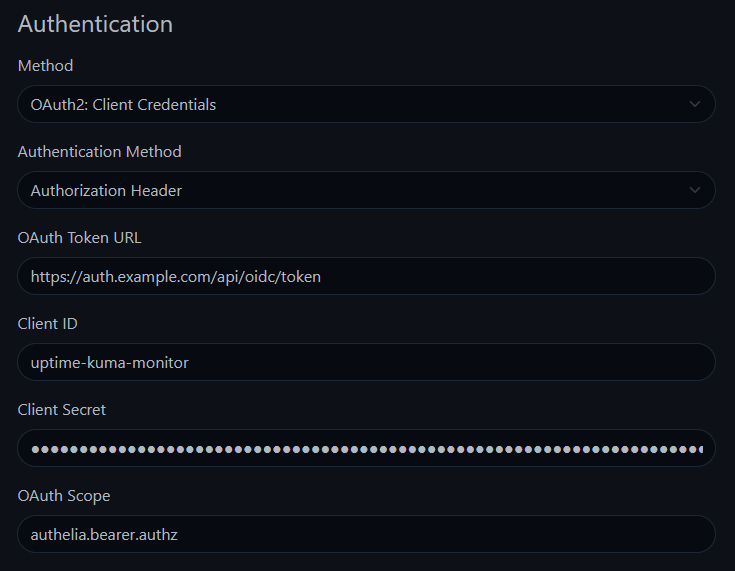 Authentication
Method
OAuth2: Client Credentials
Authentication Method
Authorization Header
OAuth Token URL
https://auth.example.com/api/oidc/token
Client ID
uptime-kuma-monitor
Client Secret
OAuth Scope
authelia.bearer.authz